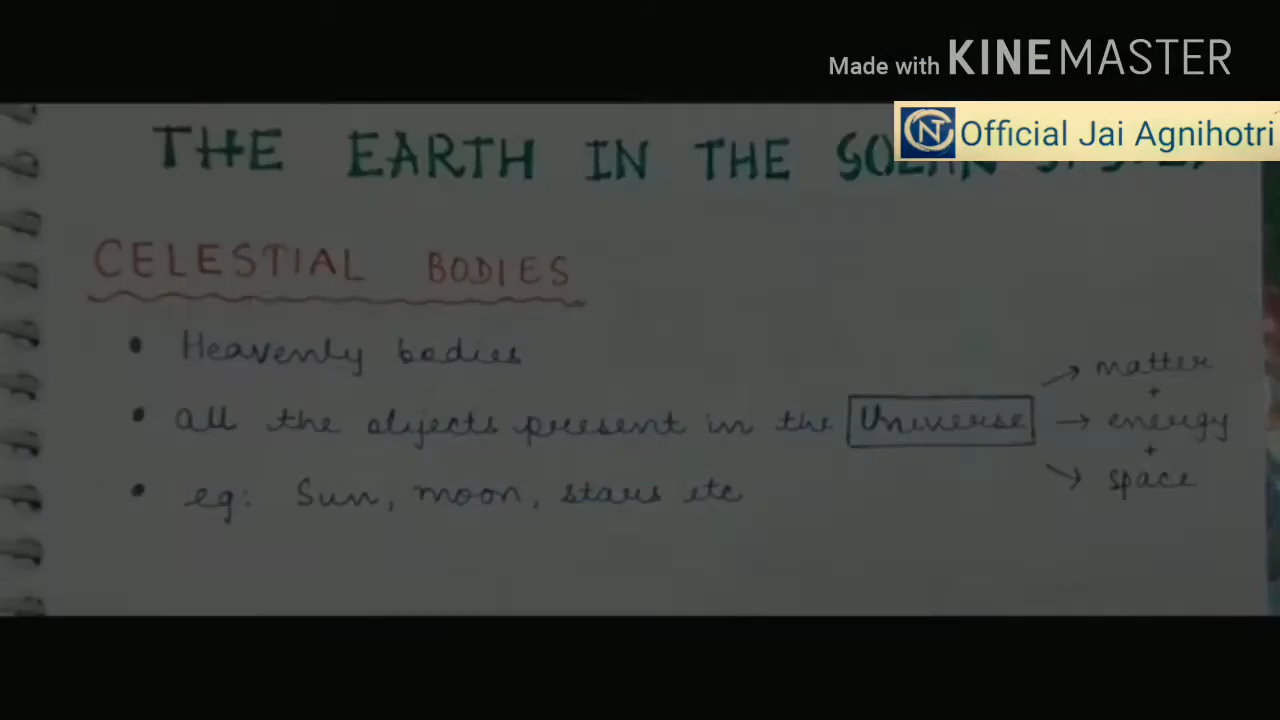 Made with KINEMASTER
Official Jai Agnihotri
THE EARTH IN THE SOLAR
CELESTIAL BODIES
• Heavenly bodies
• all the objects present in the Universe → matter + energy + space
• eg: Sun, moon, stars etc